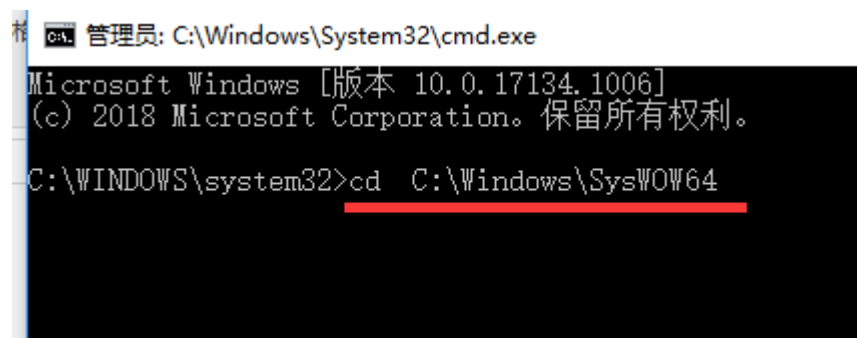 格
管理员: C:\Windows\System32\cmd.exe
Microsoft Windows [版本 10.0.17134.1006]
(c) 2018 Microsoft Corporation。保留所有权利。
C:\WINDOWS\system32>cd  C:\Windows\SysWOW64